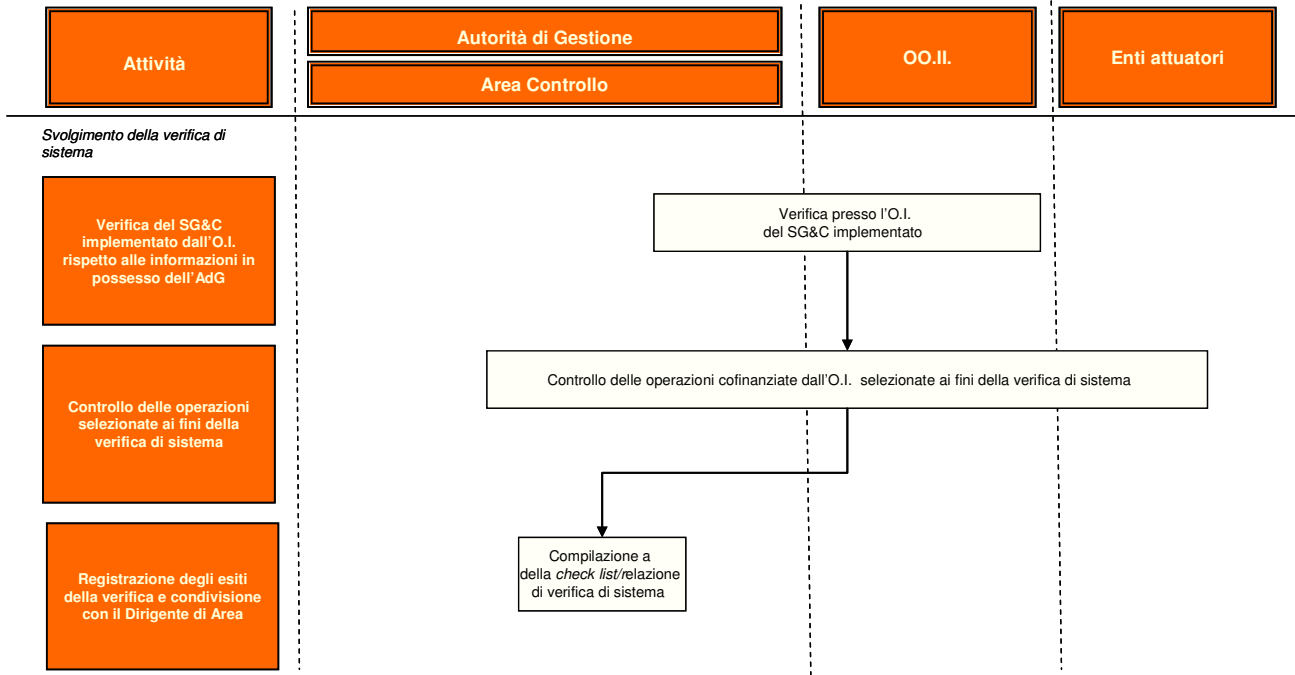 Attività
Autorità di Gestione
Area Controllo
OO.II.
Enti attuatori
Svolgimento della verifica di
sistema
Verifica del SG&C
implementato dall'O.I.
rispetto alle informazioni in
possesso dell'AdG
Verifica presso l'O.I.
del SG&C implementato
Controllo delle operazioni
selezionate ai fini della
verifica di sistema
Controllo delle operazioni cofinanziate dall'O.I. selezionate ai fini della verifica di sistema
Registrazione degli esiti
della verifica e condivisione
con il Dirigente di Area
Compilazione a
della check list/relazione
di verifica di sistema